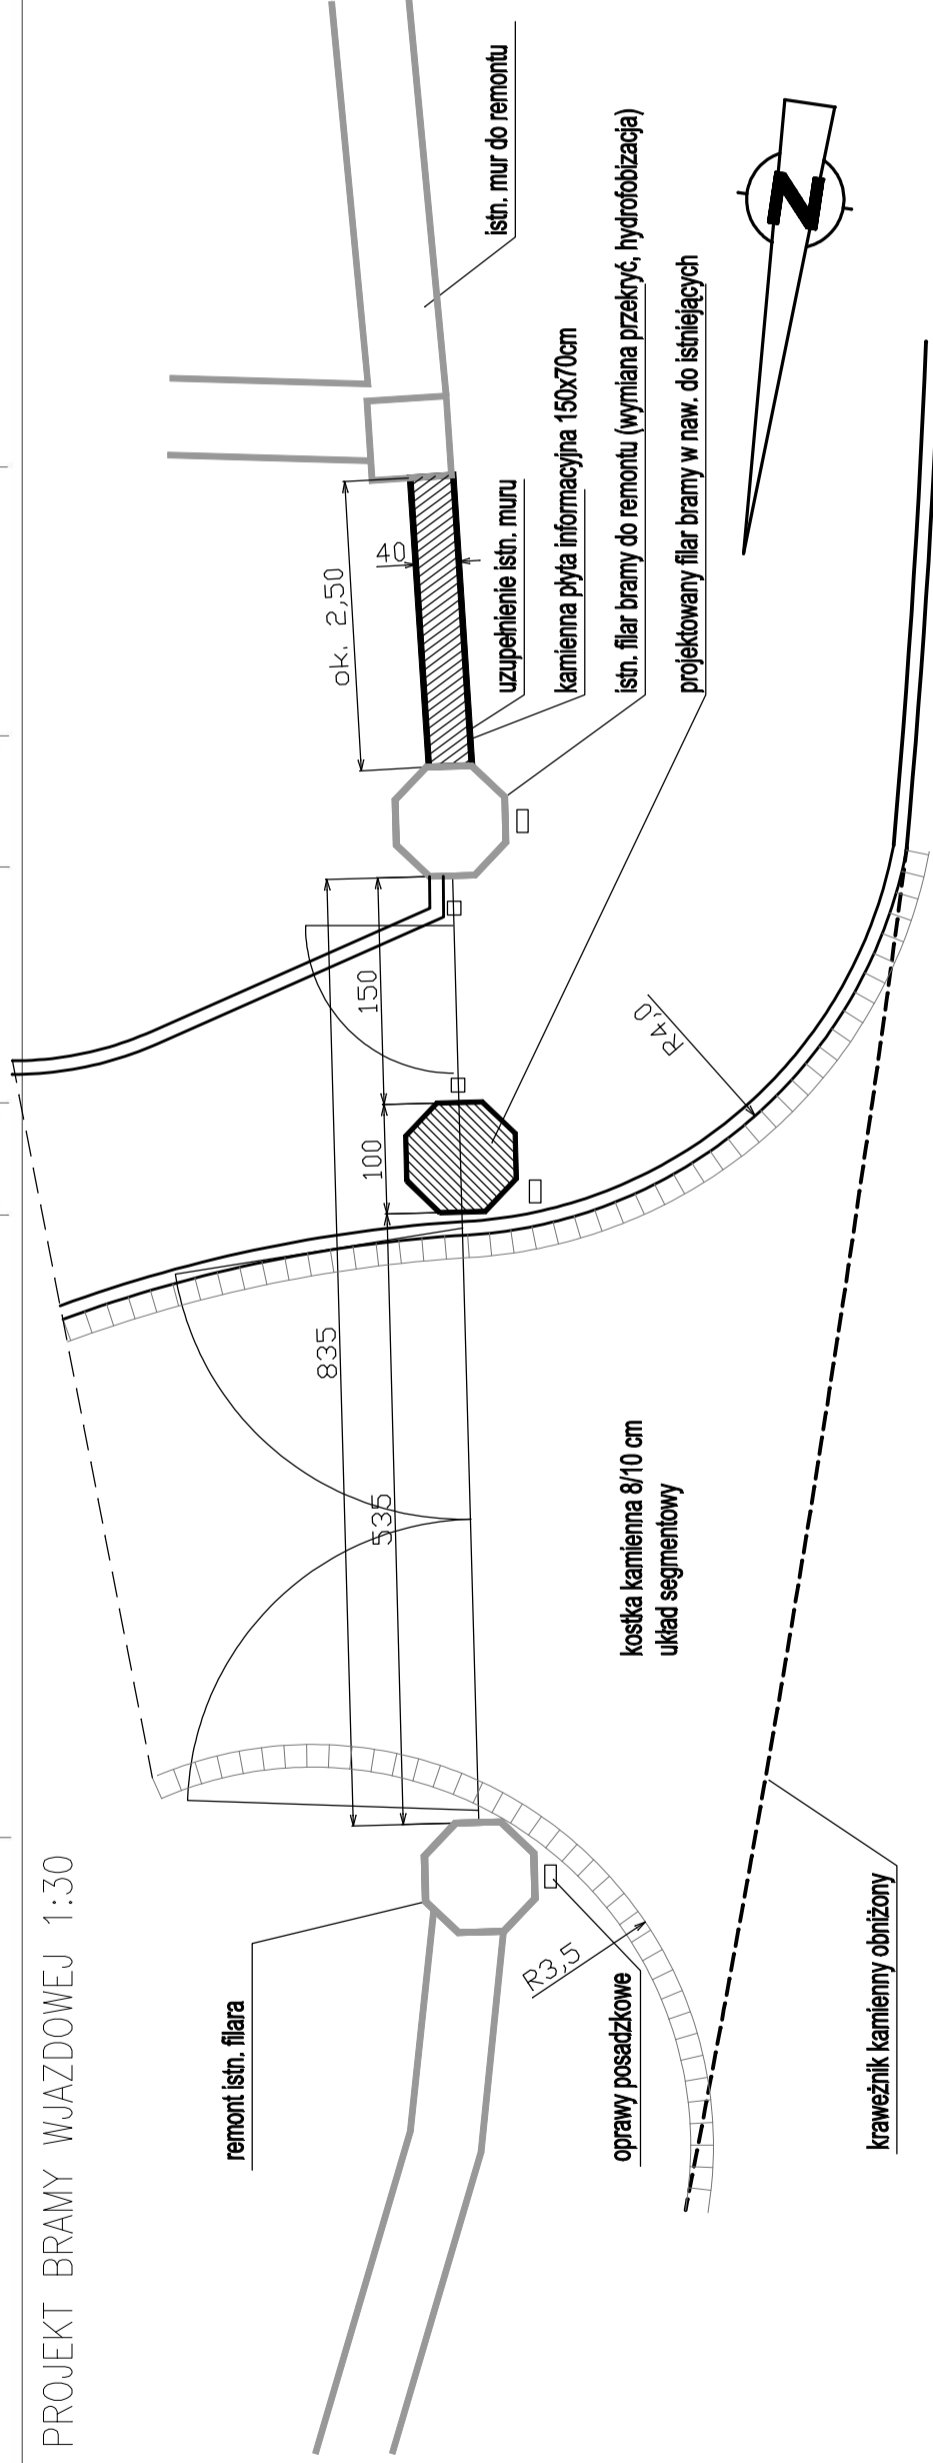 PROJEKT BRAMY WJAZDOWEJ 1:30
remont istn. filara
835
535
100
150
ok. 2,50
40
istn. mur do remontu
uzupełnienie istn. muru
kamienna płyta informacyjna 150x70cm
istn. filar bramy do remontu (wymiana przekryć, hydrofobizacja)
projektowany filar bramy w naw. do istniejących
N
R4,0
kostka kamienna 8/10 cm
układ segmentowy
R3,5
oprawy posadzkowe
kraweżnik kamienny obniżony